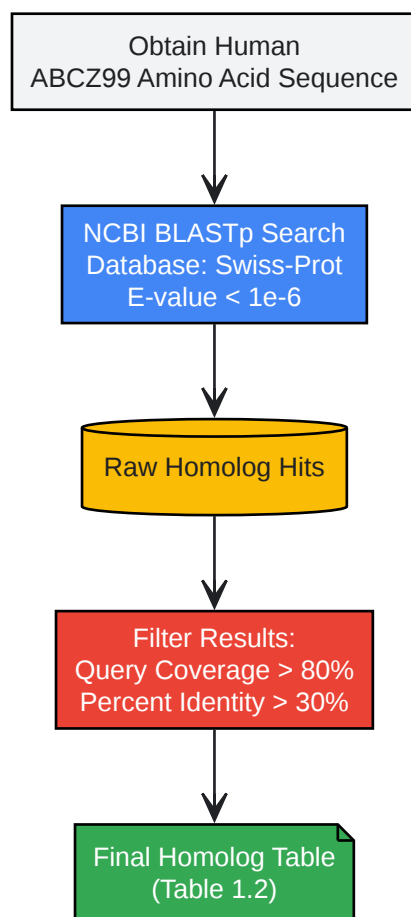 Obtain Human
ABCZ99 Amino Acid Sequence
NCBI BLASTp Search
Database: Swiss-Prot
E-value < 1e-6
Raw Homolog Hits
Filter Results:
Query Coverage > 80%
Percent Identity > 30%
Final Homolog Table
(Table 1.2)